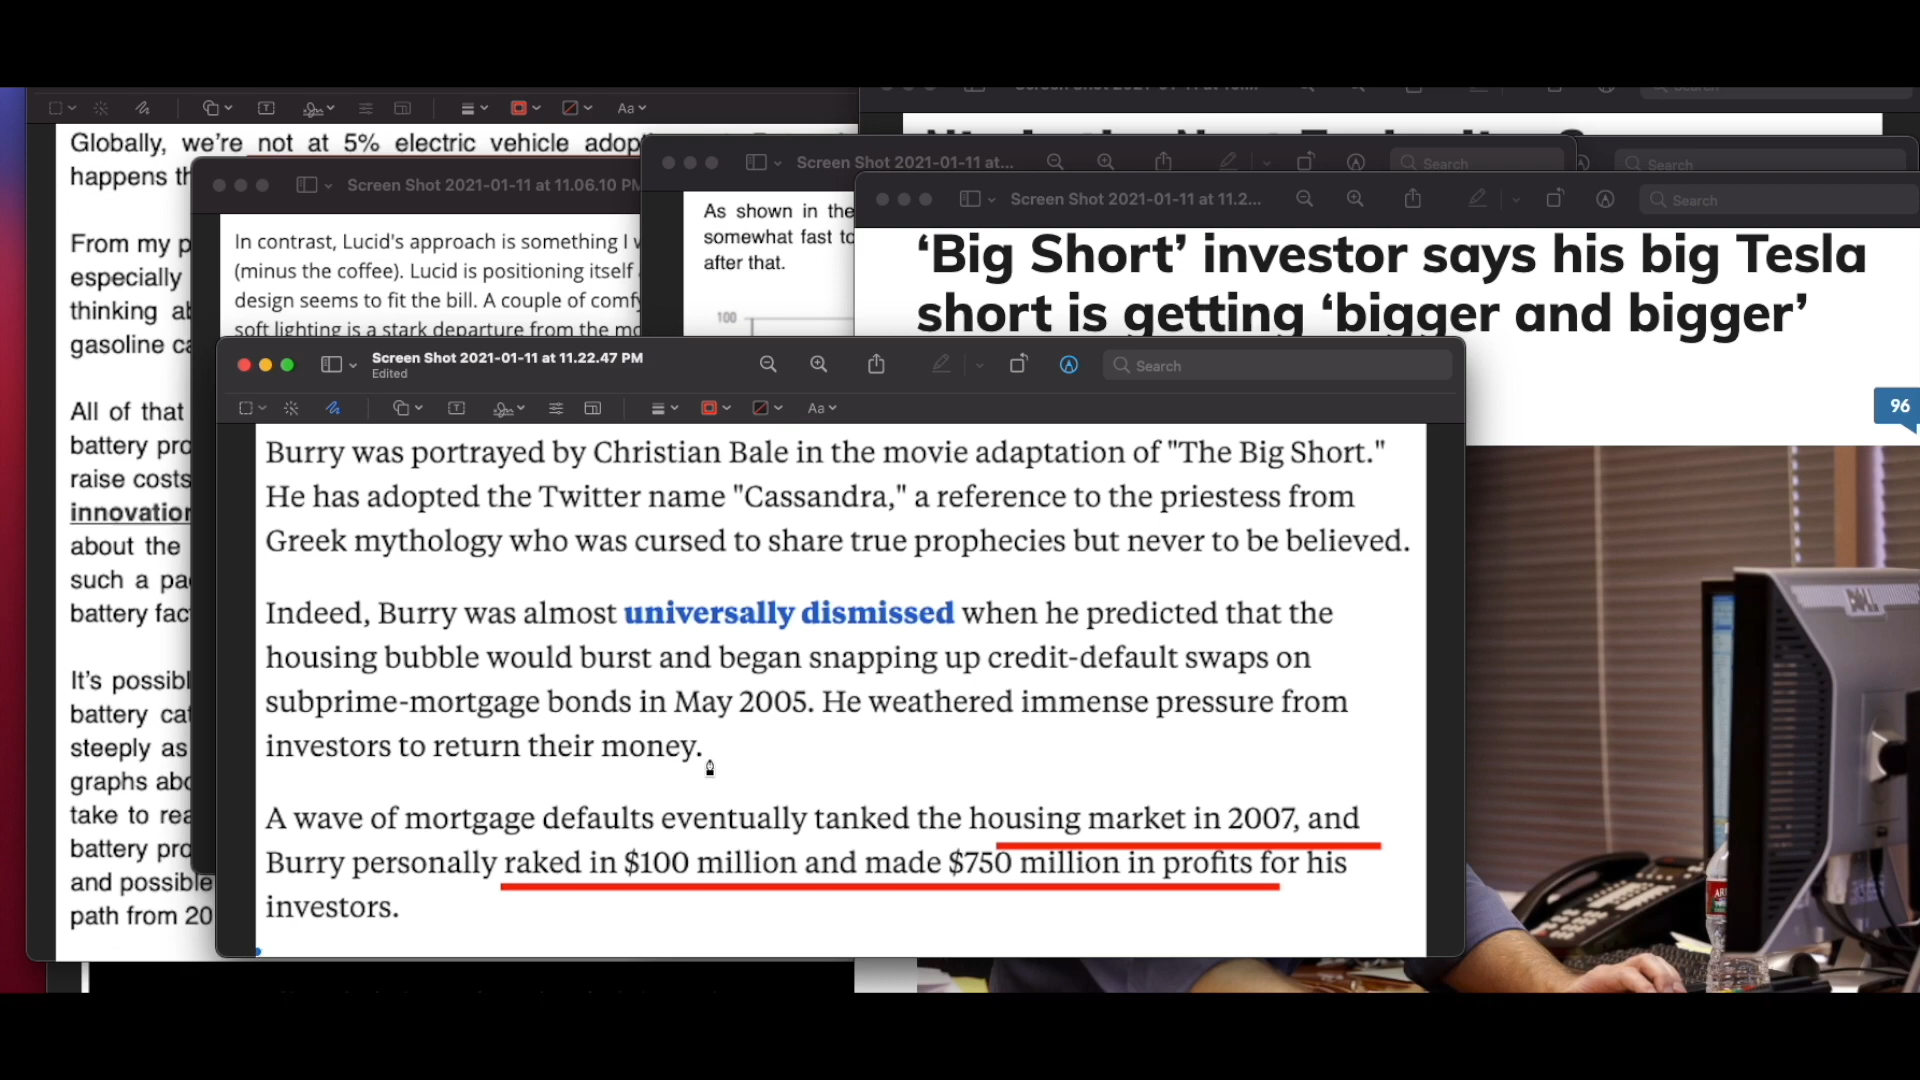 Globally, we're not at 5% electric vehicle
happens
From my
especially
thinking
gasoline
All of that
battery
raise costs
innovation
about the
such a
battery
It's
battery
steeply as
graphs
take to
battery
and possible
path from 20
Aa
Screen Shot 2021-01-11 at 11.06.10 PM
In contrast, Lucid's approach is something I
(minus the coffee). Lucid is positioning itself
design seems to fit the bill. A couple of
soft lighting is a stark departure from the
Screen Shot 2021-01-11 at...
Search
As shown in the
somewhat fast to
after that.
100
Search
Screen Shot 2021-01-11 at 11.2...
Search
‘Big Short’ investor says his big Tesla
short is getting ‘bigger and bigger’
96
Screen Shot 2021-01-11 at 11.22.47 PM
Edited
Search
Aa
Burry was portrayed by Christian Bale in the movie adaptation of "The Big Short."
He has adopted the Twitter name "Cassandra," a reference to the priestess from
Greek mythology who was cursed to share true prophecies but never to be believed.
Indeed, Burry was almost universally dismissed when he predicted that the
housing bubble would burst and began snapping up credit-default swaps on
subprime-mortgage bonds in May 2005. He weathered immense pressure from
investors to return their money.
A wave of mortgage defaults eventually tanked the housing market in 2007, and
Burry personally raked in $100 million and made $750 million in profits for his
investors.
DELL